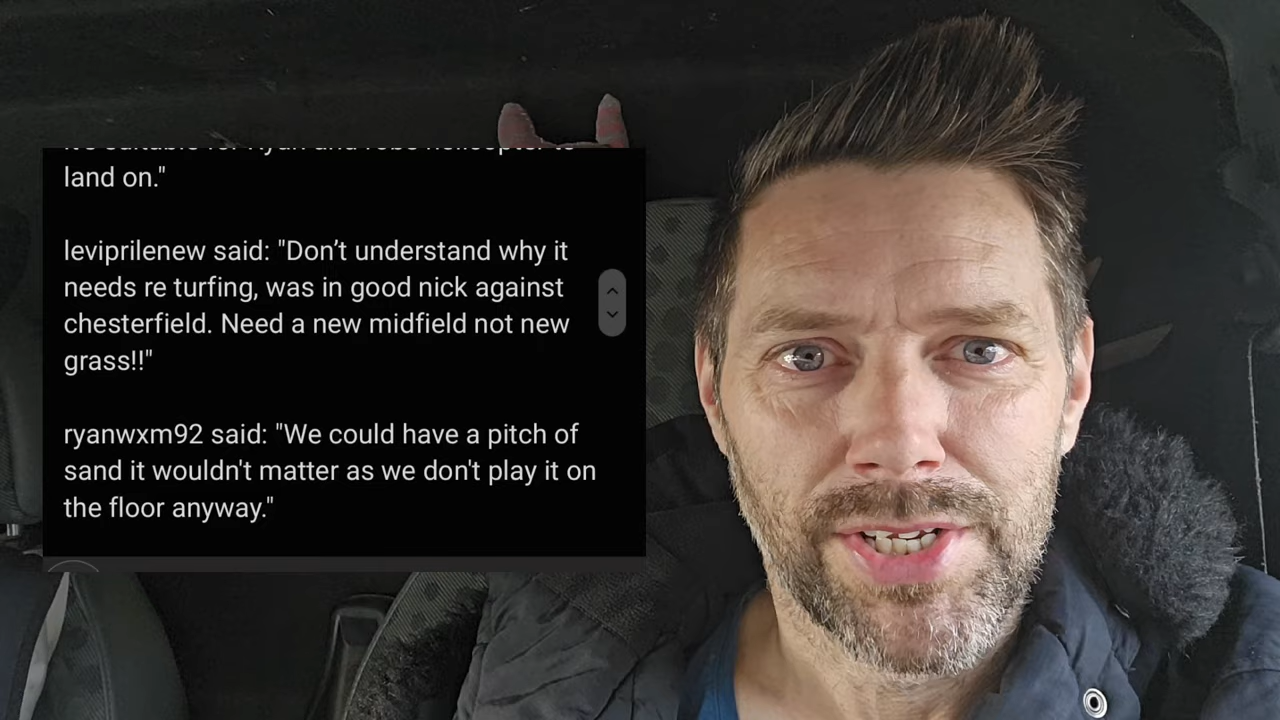 land on."
leviprilenew said: "Don’t understand why it
needs re turfing, was in good nick against
chesterfield. Need a new midfield not new
grass!!"
ryanwxm92 said: "We could have a pitch of
sand it wouldn't matter as we don't play it on
the floor anyway."